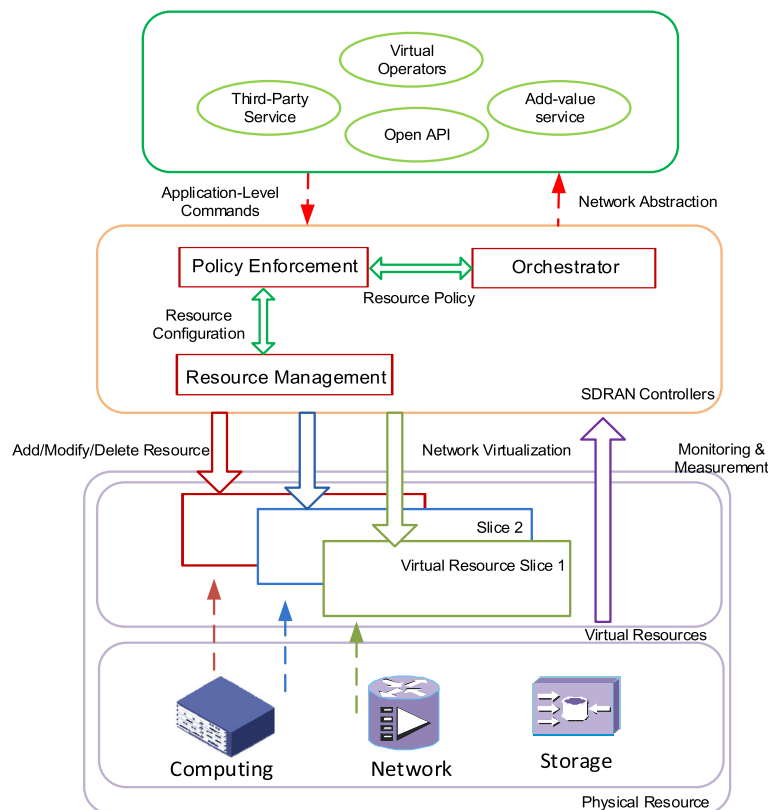 Virtual
Operators
Third-Party
Service
Add-value
service
Open API
Application-Level
Commands
Network Abstraction
Policy Enforcement
Orchestrator
Resource Policy
Resource
Configuration
Resource Management
SDRAN Controllers
Add/Modify/Delete Resource
Network Virtualization
Monitoring &
Measurement
Slice 2
Virtual Resource Slice 1
Virtual Resources
Computing
Network
Storage
Physical Resource